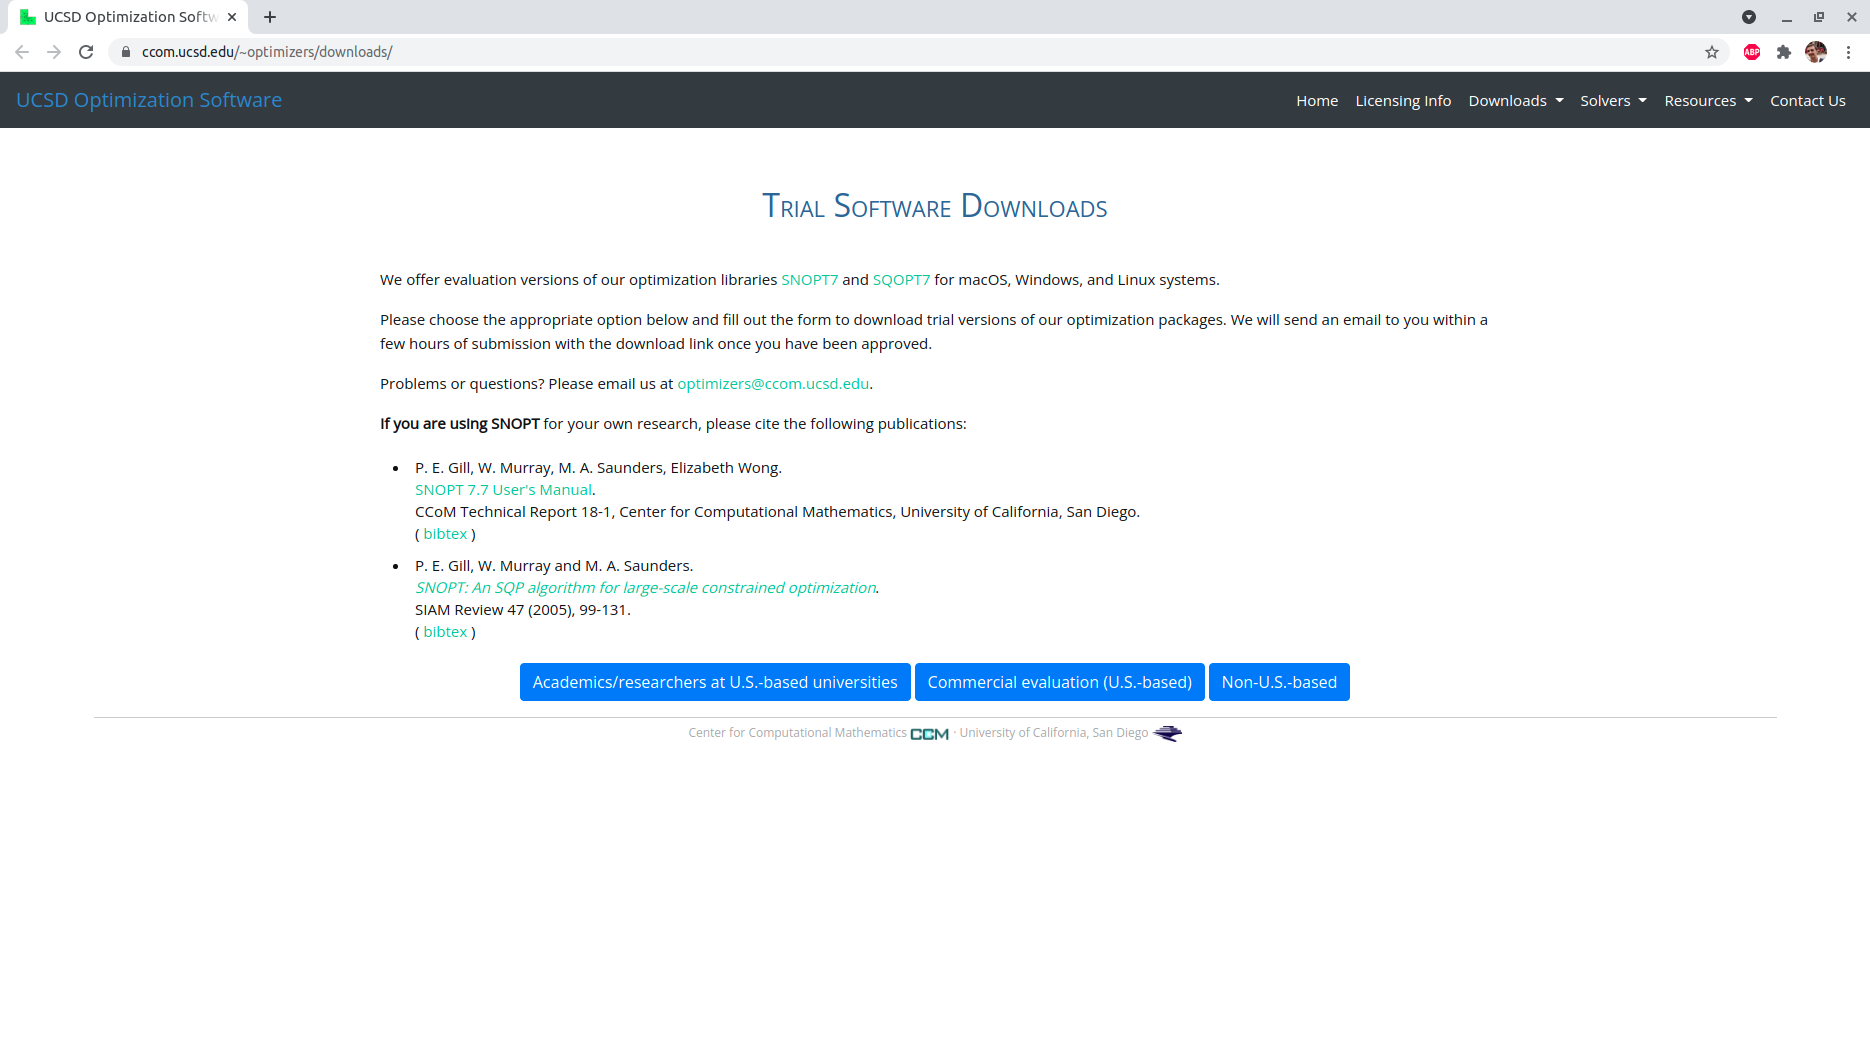 UCSD Optimization Softw
ccom.ucsd.edu/~optimizers/downloads/
ABP
UCSD Optimization Software
Home Licensing Info Downloads Solvers Resources Contact Us
Trial Software Downloads
We offer evaluation versions of our optimization libraries SNOPT7 and SQOPT7 for macOS, Windows, and Linux systems.
Please choose the appropriate option below and fill out the form to download trial versions of our optimization packages. We will send an email to you within a
few hours of submission with the download link once you have been approved.
Problems or questions? Please email us at optimizers@ccom.ucsd.edu.
If you are using SNOPT for your own research, please cite the following publications:
P. E. Gill, W. Murray, M. A. Saunders, Elizabeth Wong.
SNOPT 7.7 User's Manual.
CCoM Technical Report 18-1, Center for Computational Mathematics, University of California, San Diego.
( bibtex )
P. E. Gill, W. Murray and M. A. Saunders.
SNOPT: An SQP algorithm for large-scale constrained optimization.
SIAM Review 47 (2005), 99-131.
( bibtex )
Academics/researchers at U.S.-based universities Commercial evaluation (U.S.-based) Non-U.S.-based
Center for Computational Mathematics CCM · University of California, San Diego